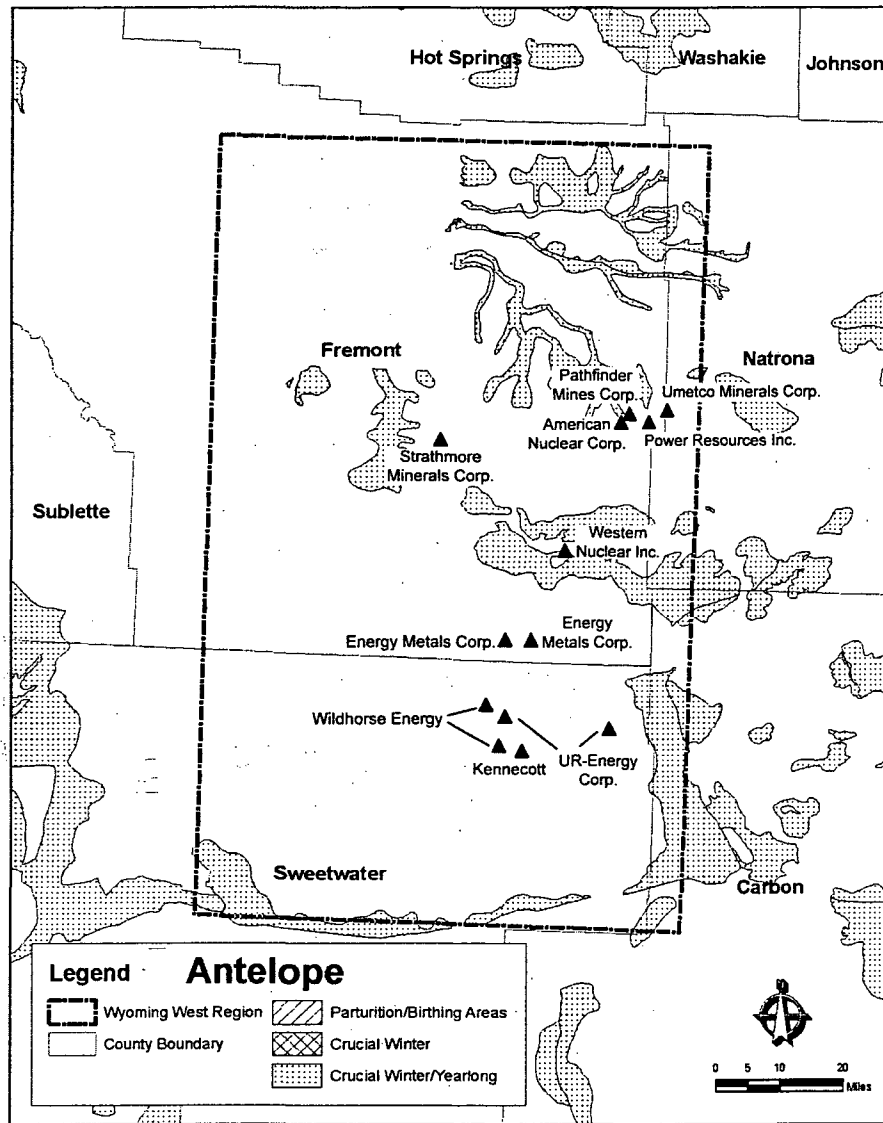 Hot Springs
Washakie
Johnson
Fremont
Natrona
Pathfinder
Mines Corp.
Umetco Minerals Corp.
American
Nuclear Corp.
Power Resources Inc.
Strathmore
Minerals Corp.
Sublette
Western
Nuclear Inc.
Energy Metals Corp.
Energy
Metals Corp.
Wildhorse Energy
Kennecott
UR-Energy
Corp.
Sweetwater
Carbon
Legend
Antelope
Wyoming West Region
County Boundary
Parturition/Birthing Areas
Crucial Winter
Crucial Winter/Yearlong
0 5 10 20
Miles